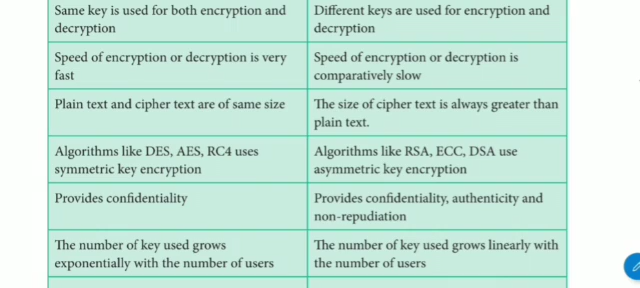 Same key is used for both encryption and
decryption
Different keys are used for encryption and
decryption
Speed of encryption or decryption is very
fast
Speed of encryption or decryption is
comparatively slow
Plain text and cipher text are of same size
The size of cipher text is always greater than
plain text.
Algorithms like DES, AES, RC4 uses
symmetric key encryption
Algorithms like RSA, ECC, DSA use
asymmetric key encryption
Provides confidentiality
Provides confidentiality, authenticity and
non-repudiation
The number of key used grows
exponentially with the number of users
The number of key used grows linearly with
the number of users